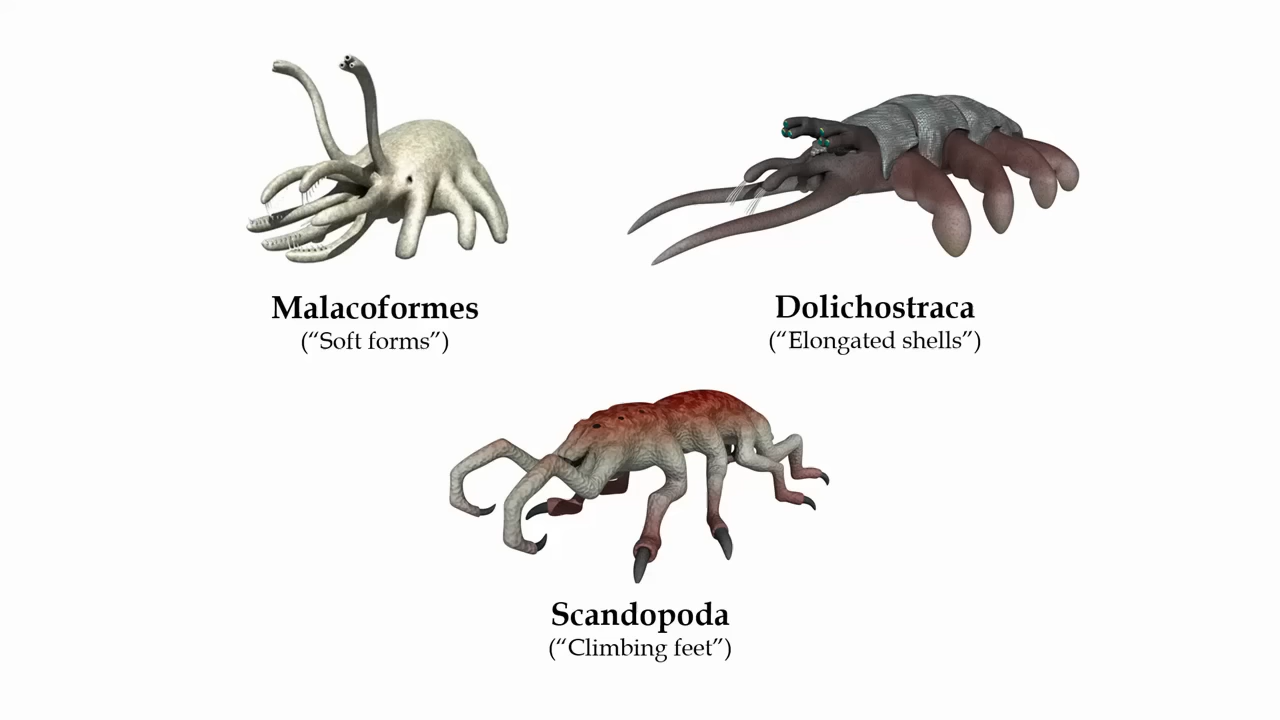 Malacoformes
(“Soft forms”)
Dolichostraca
(“Elongated shells”)
Scandopoda
(“Climbing feet”)